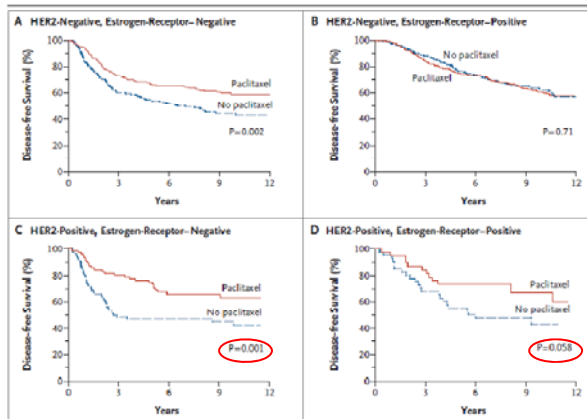 A HER2-Negative, Estrogen-Receptor–Negative
Disease-free Survival (%)
100
80
60
40
20
0
Paclitaxel
No paclitaxel
P=0.002
0 3 6 9 12
Years
B HER2-Negative, Estrogen-Receptor–Positive
Disease-free Survival (%)
100
80
60
40
20
0
No paclitaxel
Paclitaxel
P=0.71
0 3 6 9 12
Years
C HER2-Positive, Estrogen-Receptor–Negative
Disease-free Survival (%)
100
80
60
40
20
0
Paclitaxel
No paclitaxel
P=0.001
0 3 6 9 12
Years
D HER2-Positive, Estrogen-Receptor–Positive
Disease-free Survival (%)
100
80
60
40
20
0
Paclitaxel
No paclitaxel
P=0.058
0 3 6 9 12
Years